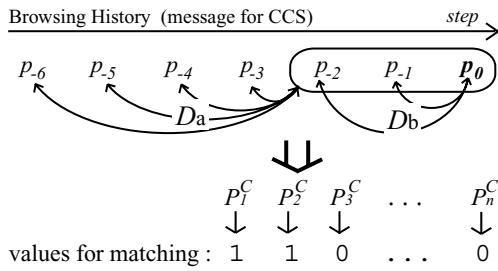 Browsing History (message for CCS) step
p-6 p-5 p-4 p-3 p-2 p-1 p0
Da Db
P1C P2C P3C . . . PnC
values for matching : 1 1 0 . . . 0